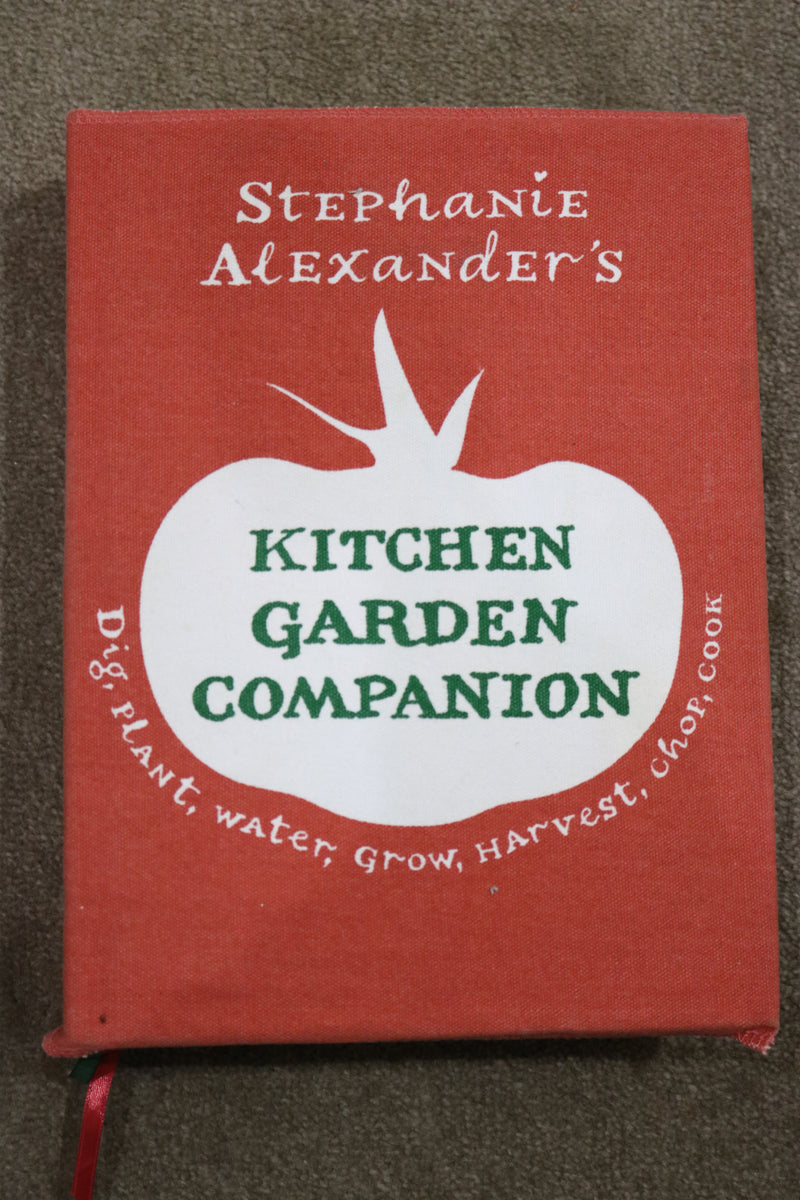 Stephanie
Alexander's
KITCHEN
GARDEN
COMPANION
Dig, Plant, water, Grow, Harvest, chop, cook